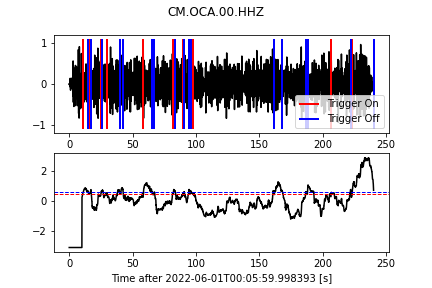 CM.OCA.00.HHZ
1
0
−1
Trigger On
Trigger Off
0 50 100 150 200 250
2
0
−2
0 50 100 150 200 250
Time after 2022-06-01T00:05:59.998393 [s]